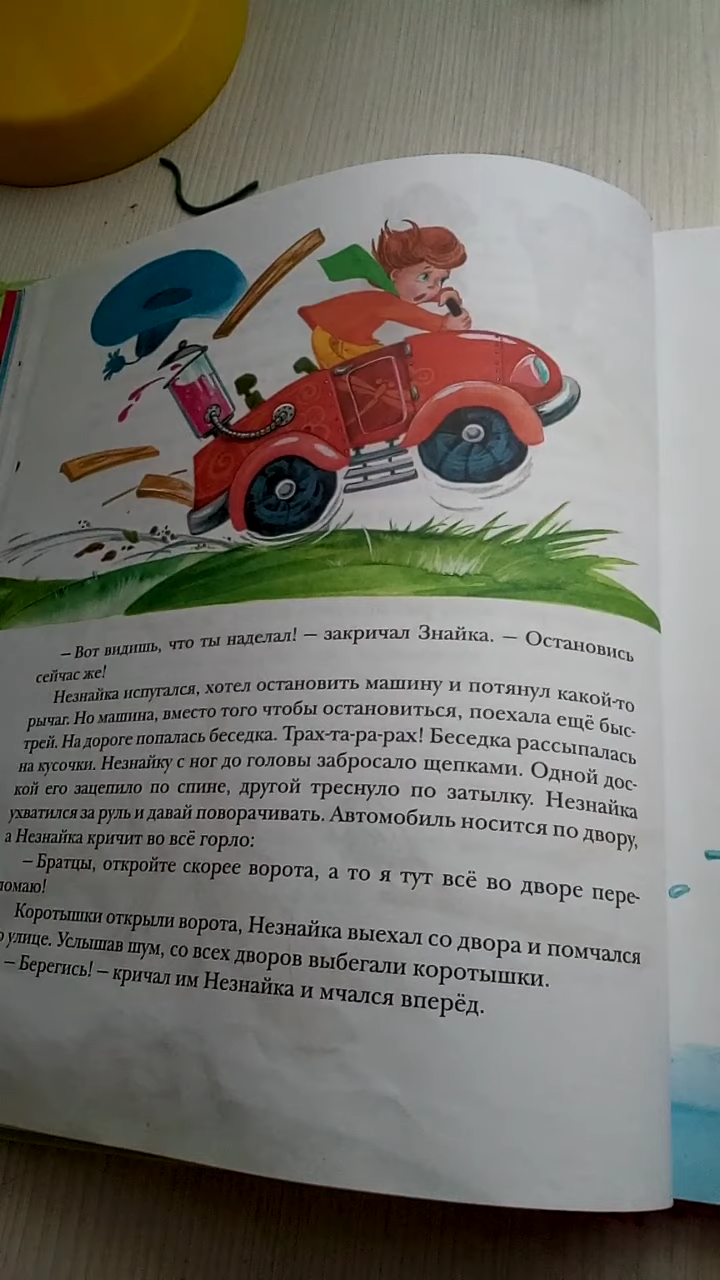 — Вот видишь, что ты наделал! — закричал Знайка. — Остановись
сейчас же!
Незнайка испугался, хотел остановить машину и потянул какой-то
рычаг. Но машина, вместо того чтобы остановиться, поехала ещё быс-
трей. На дороге попалась беседка. Трах-та-ра-рах! Беседка рассыпалась
на кусочки. Незнайку с ног до головы забросало щепками. Одной дос-
кой его зацепило по спине, другой треснуло по затылку. Незнайка
ухватился за руль и давай поворачивать. Автомобиль носится по двору,
а Незнайка кричит во всё горло:
— Братцы, откройте скорее ворота, а то я тут всё во дворе пере-
ломаю!
Коротышки открыли ворота, Незнайка выехал со двора и помчался
о улице. Услышав шум, со всех дворов выбегали коротышки.
— Берегись! — кричал им Незнайка и мчался вперёд.